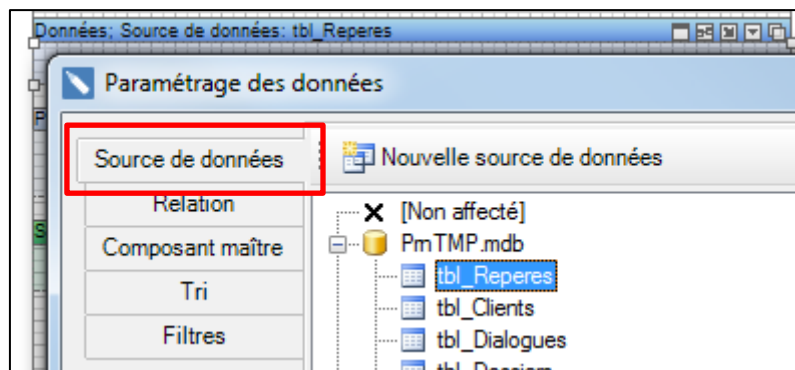 Données; Source de données: tbl_Reperes
Paramétrage des données
Source de données
Nouvelle source de données
Relation
[Non affecté]
Composant maître
PmTMP.mdb
tbl_Reperes
Tri
tbl_Clients
Filtres
tbl_Dialogues
tbl_Dossiers